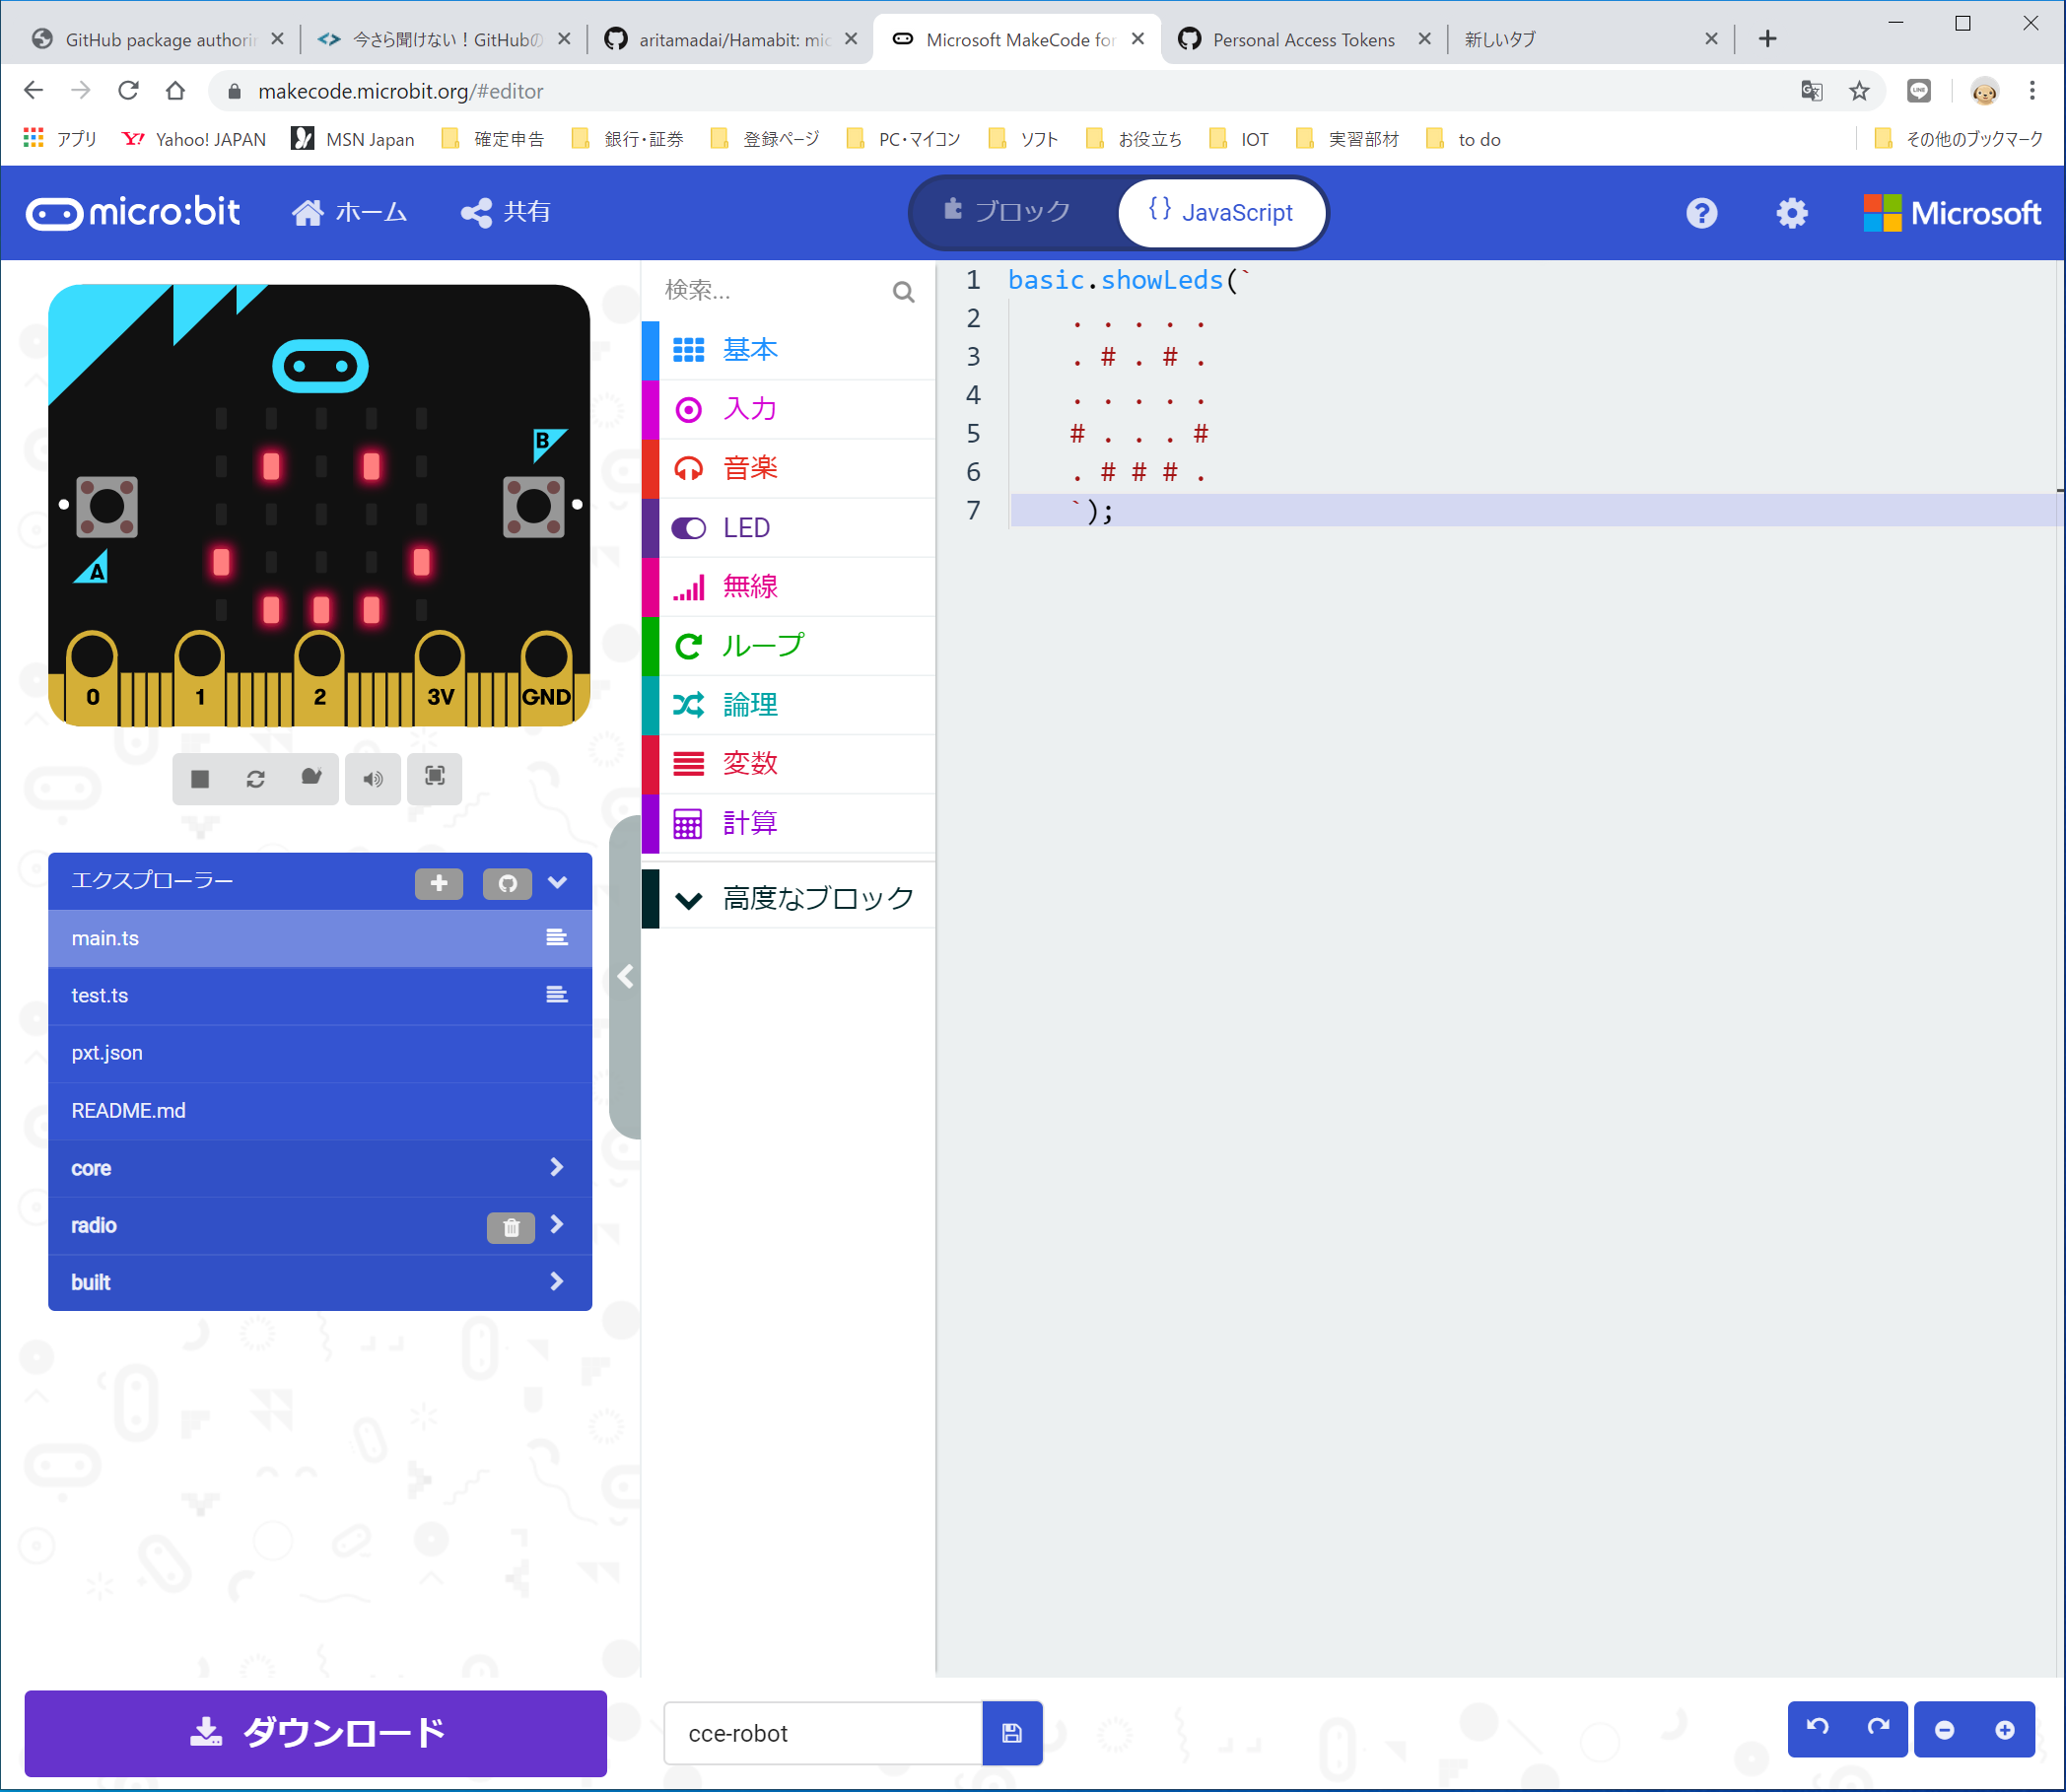 GitHub package authorin
今さら聞けない！GitHubの
aritamadai/Hamabit: mic
Microsoft MakeCode for
Personal Access Tokens
新しいタブ
makecode.microbit.org/#editor
アプリ
Yahoo! JAPAN
MSN Japan
確定申告
銀行・証券
登録ページ
PC・マイコン
ソフト
お役立ち
IOT
実習部材
to do
その他のブックマーク
micro:bit
ホーム
共有
ブロック
{} JavaScript
Microsoft
B
A
0 1 2 3V GND
エクスプローラー
main.ts
test.ts
pxt.json
README.md
core
radio
built
検索...
基本
入力
音楽
LED
無線
ループ
論理
変数
計算
高度なブロック
1 basic.showLeds(`
2 . . . . .
3 . # . # .
4 . . . . .
5 # . . . #
6 . # # # .
7 `);
ダウンロード
cce-robot